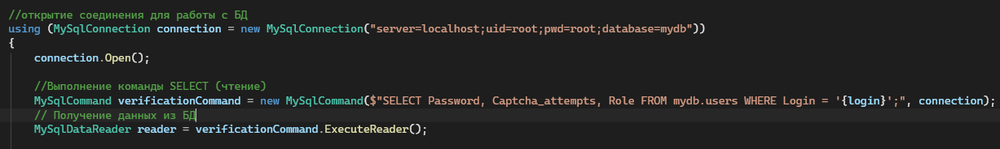 //открытие соединения для работы с БД
using (MySqlConnection connection = new MySqlConnection("server=localhost;uid=root;pwd=root;database=mydb"))
{
connection.Open();
//Выполнение команды SELECT (чтение)
MySqlCommand verificationCommand = new MySqlCommand($"SELECT Password, Captcha_attempts, Role FROM mydb.users WHERE Login = '{login}';", connection);
// Получение данных из БД
MySqlDataReader reader = verificationCommand.ExecuteReader();